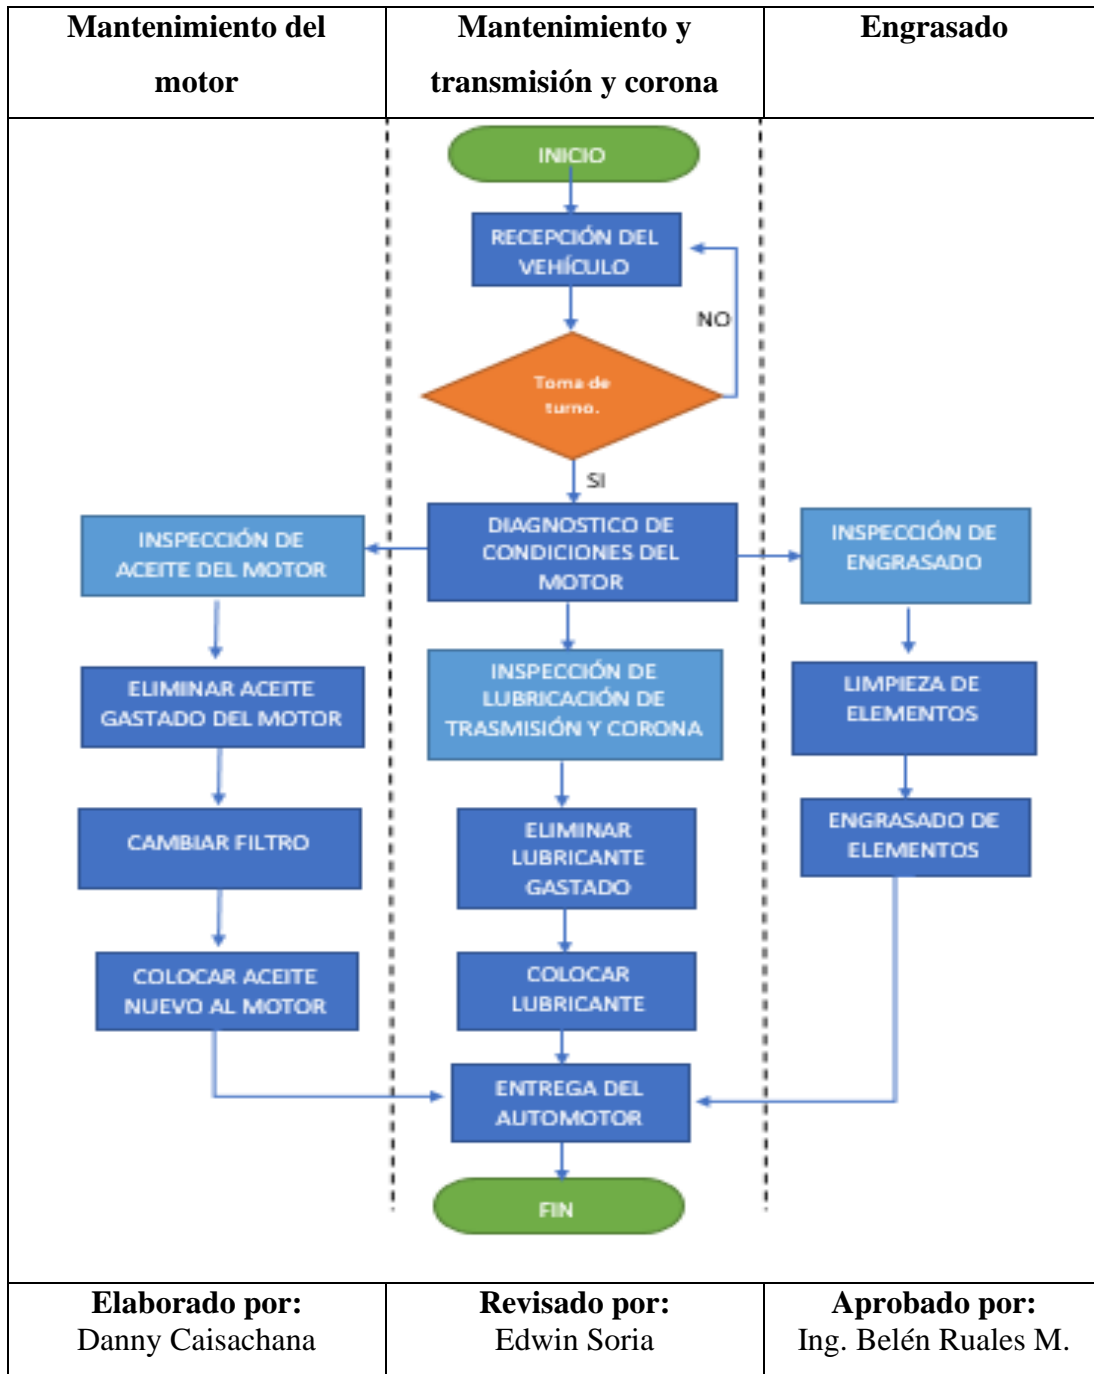 Mantenimiento del
motor
Mantenimiento y
transmisión y corona
Engrasado
INICIO
RECEPCIÓN DEL
VEHÍCULO
NO
Toma de
turno.
SI
DIAGNOSTICO DE
CONDICIONES DEL
MOTOR
INSPECCIÓN DE
ACEITE DEL MOTOR
ELIMINAR ACEITE
GASTADO DEL MOTOR
CAMBIAR FILTRO
COLOCAR ACEITE
NUEVO AL MOTOR
INSPECCIÓN DE
LUBRICACIÓN DE
TRASMISIÓN Y CORONA
ELIMINAR
LUBRICANTE
GASTADO
COLOCAR
LUBRICANTE
INSPECCIÓN DE
ENGRASADO
LIMPIEZA DE
ELEMENTOS
ENGRASADO DE
ELEMENTOS
ENTREGA DEL
AUTOMOTOR
FIN
Elaborado por:
Danny Caisachana
Revisado por:
Edwin Soria
Aprobado por:
Ing. Belén Ruales M.